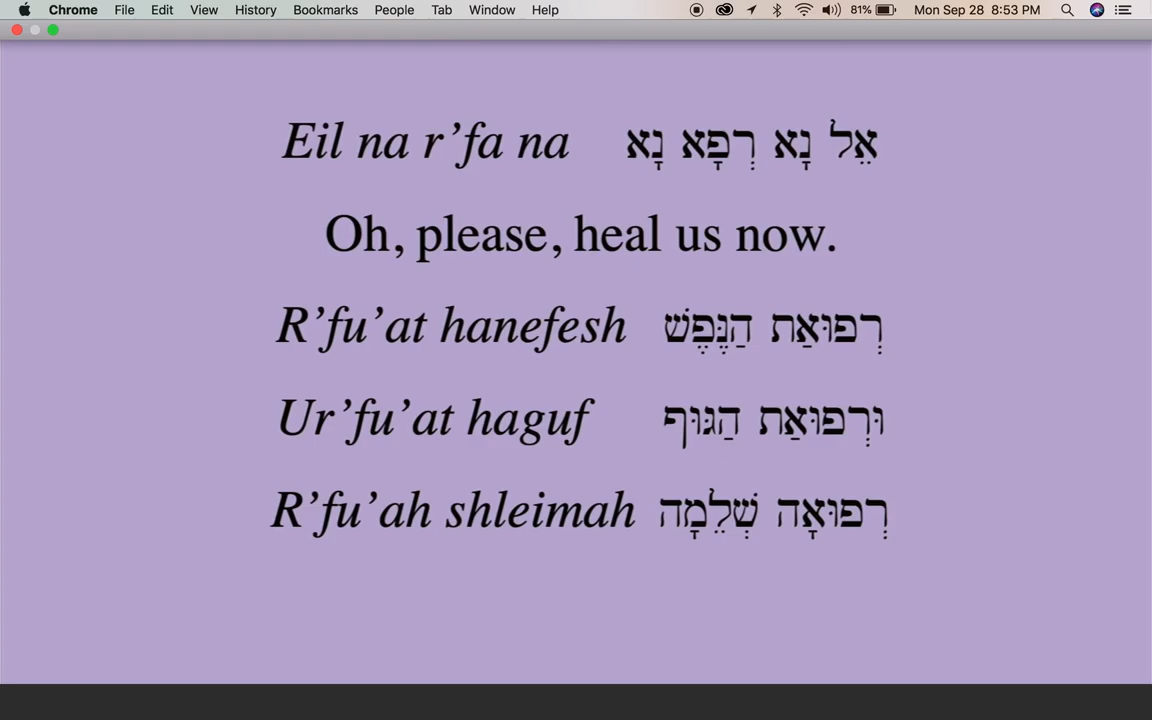 Chrome File Edit View History Bookmarks People Tab Window Help 81% Mon Sep 28 8:53 PM
Eil na r’fa na אֵל נָא רְפָא נָא
Oh, please, heal us now.
R’fu’at hanefesh רְפוּאַת הַנֶּפֶשׁ
Ur’fu’at haguf וּרְפוּאַת הַגּוּף
R’fu’ah shleimah רְפוּאָה שְׁלֵמָה